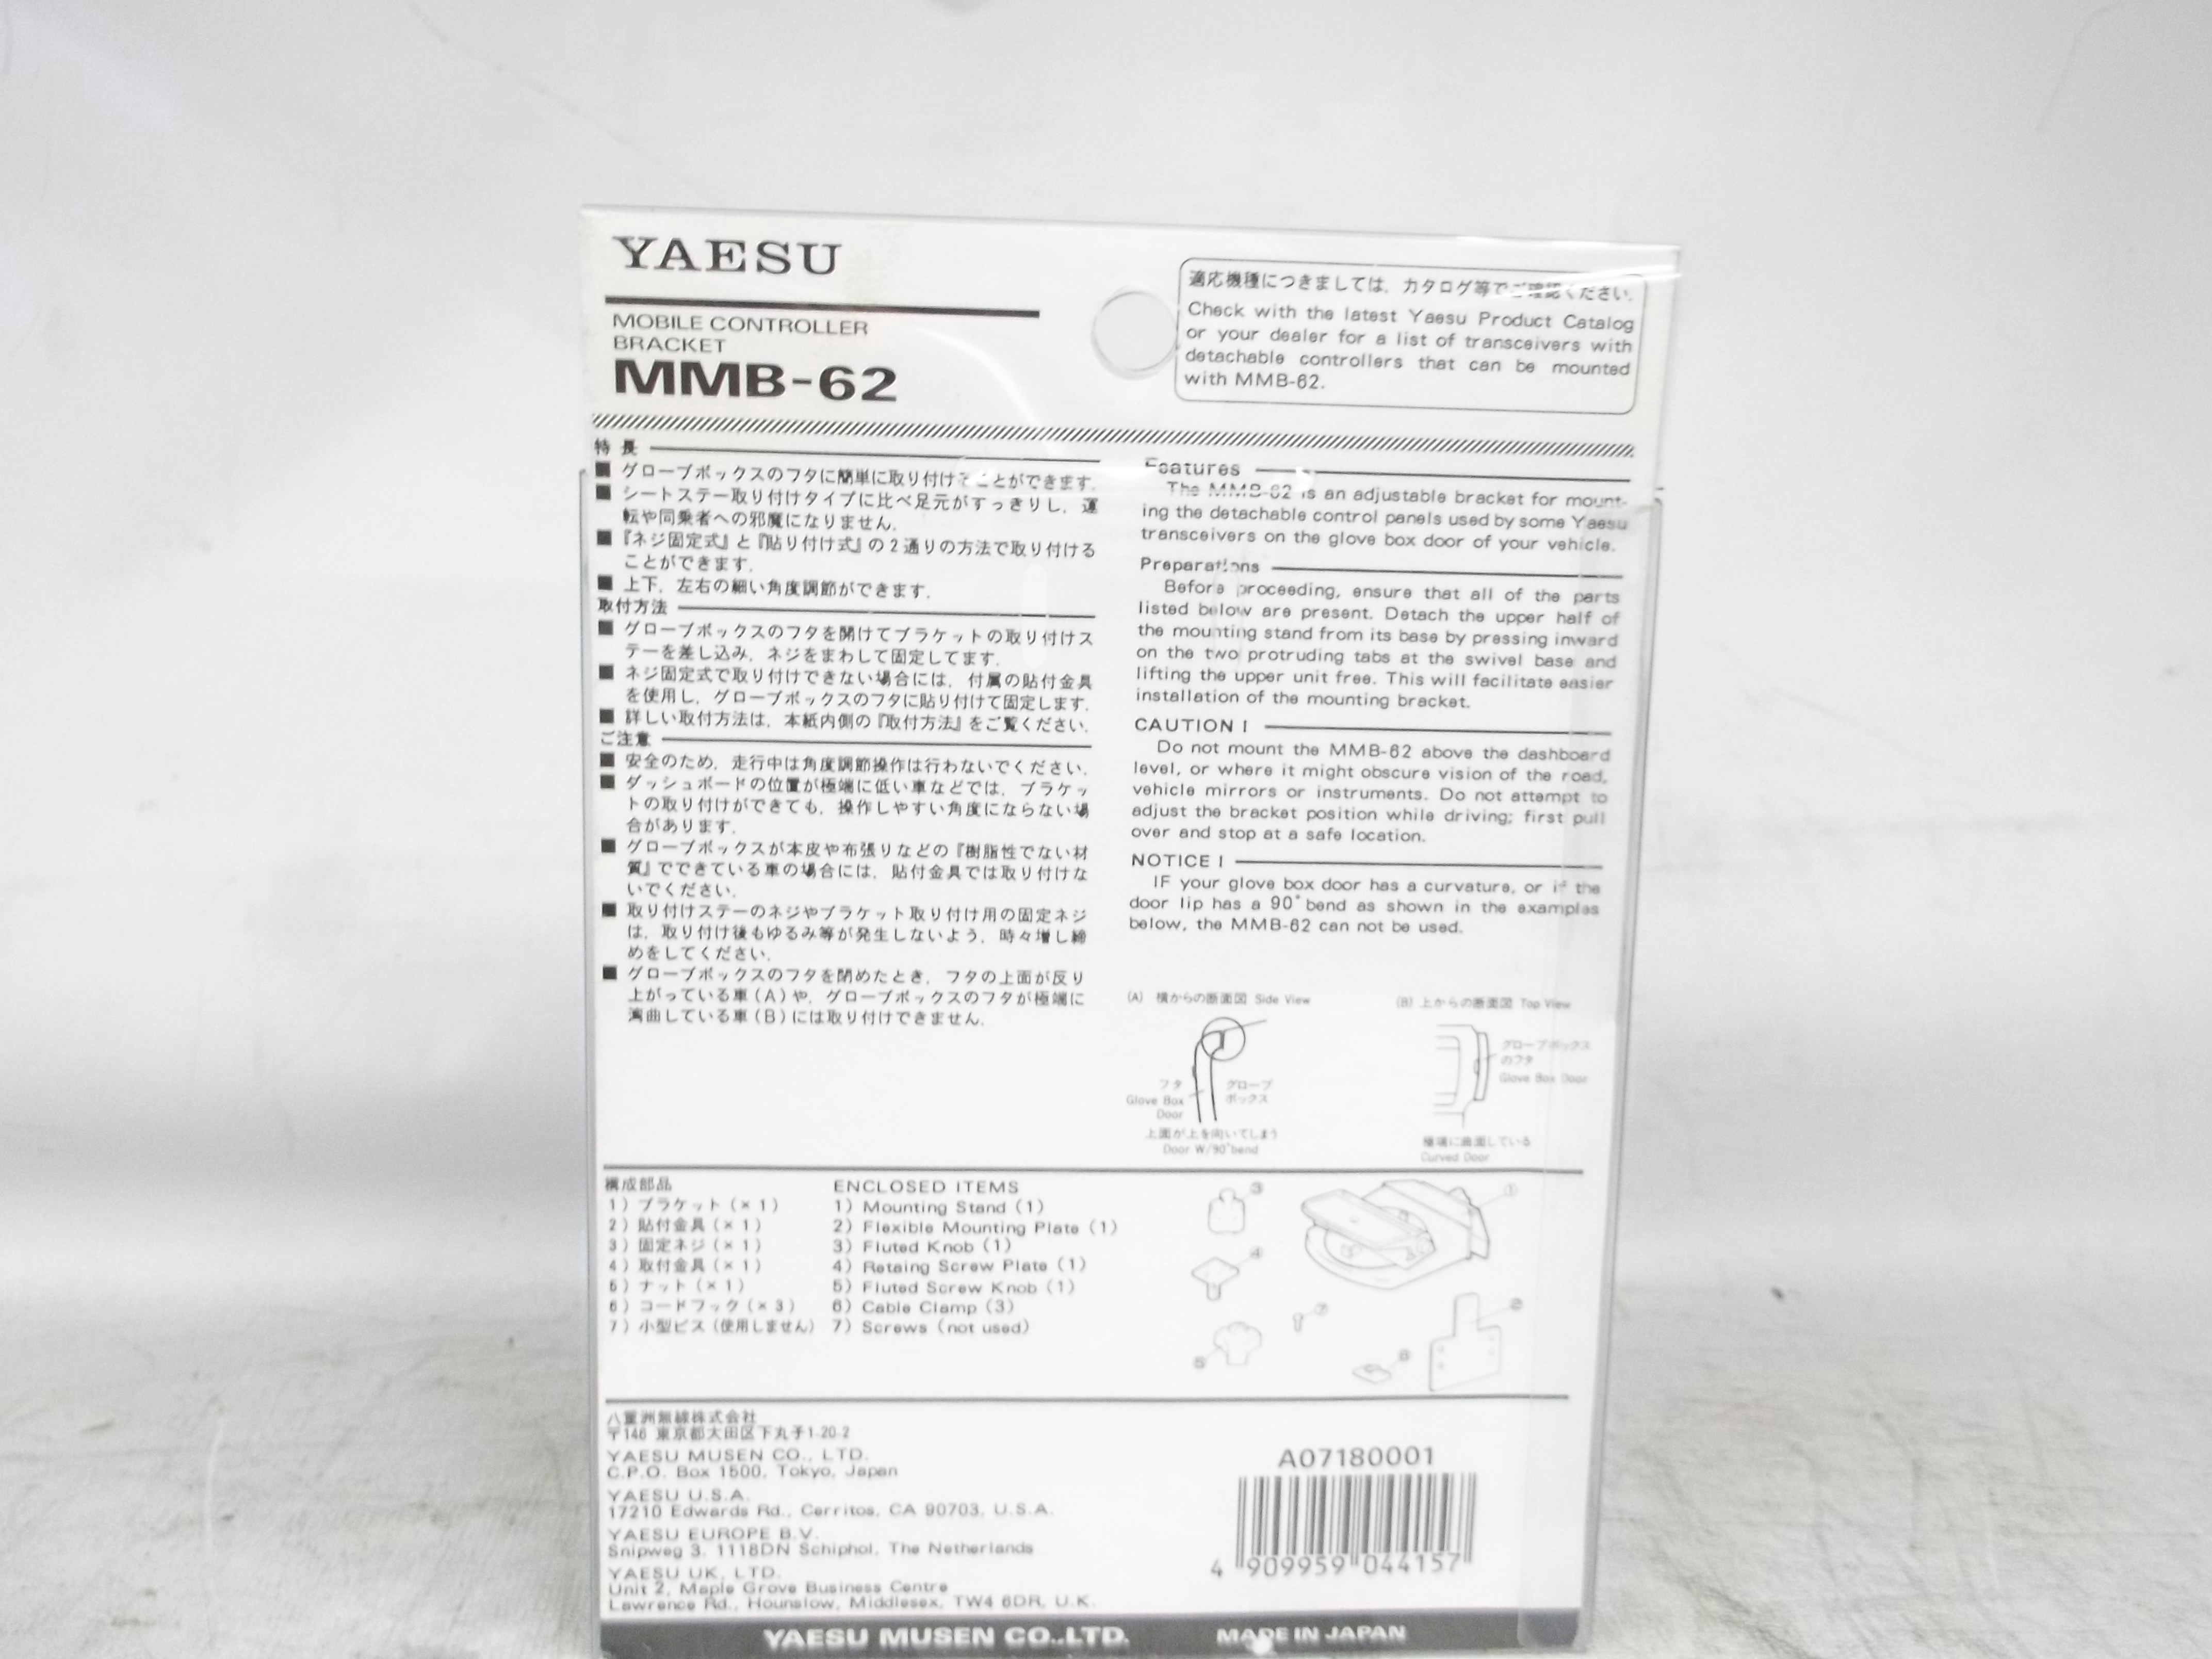 YAESU
MOBILE CONTROLLER
BRACKET
MMB-62
適応機種につきましては、カタログ等でご確認ください.
Check with the latest Yaesu Product Catalog
or your dealer for a list of transceivers with
detachable controllers that can be mounted
with MMB-62.
特長
■ グローブボックスのフタに簡単に取り付けることができます.
■ シートステー取り付けタイプに比べ足元がすっきりし、運
転や同乗者への邪魔になりません.
■ 『ネジ固定式』と『貼り付け式』の2通りの方法で取り付ける
ことができます.
■ 上下、左右の細い角度調節ができます.
取付方法
■ グローブボックスのフタを開けてブラケットの取り付けス
テーを差し込み、ネジをまわして固定してます.
■ ネジ固定式で取り付けできない場合には、付属の貼付金具
を使用し、グローブボックスのフタに貼り付けて固定します.
■ 詳しい取付方法は、本紙内側の『取付方法』をご覧ください.
ご注意
■ 安全のため、走行中は角度調節操作は行わないでください.
■ ダッシュボードの位置が極端に低い車などでは、ブラケッ
トの取り付けができても、操作しやすい角度にならない場
合があります.
■ グローブボックスが本皮や布張りなどの『樹脂性でない材
質』でできている車の場合には、貼付金具では取り付けな
いでください.
■ 取り付けステーのネジやブラケット取り付け用の固定ネジ
は、取り付け後もゆるみ等が発生しないよう、時々増し締
めをしてください.
■ グローブボックスのフタを閉めたとき、フタの上面が反り
上がっている車(A)や、グローブボックスのフタが極端に
湾曲している車(B)には取り付けできません.
Features
The MMB-62 is an adjustable bracket for mount-
ing the detachable control panels used by some Yaesu
transceivers on the glove box door of your vehicle.
Preparations
Before proceeding, ensure that all of the parts
listed below are present. Detach the upper half of
the mounting stand from its base by pressing inward
on the two protruding tabs at the swivel base and
lifting the upper unit free. This will facilitate easier
installation of the mounting bracket.
CAUTION!
Do not mount the MMB-62 above the dashboard
level, or where it might obscure vision of the road,
vehicle mirrors or instruments. Do not attempt to
adjust the bracket position while driving; first pull
over and stop at a safe location.
NOTICE!
IF your glove box door has a curvature, or if the
door lip has a 90° bend as shown in the examples
below, the MMB-62 can not be used.
(A) 横からの断面図 Side View
フタ
Glove Box
Door
グローブ
ボックス
上面が上を向いてしまう
Door W/90°bend
(B) 上からの断面図 Top View
グローブボックス
のフタ
Glove Box Door
極端に曲面している
Curved Door
構成部品
1) ブラケット(×1)
2) 貼付金具(×1)
3) 固定ネジ(×1)
4) 取付金具(×1)
5) ナット(×1)
6) コードフック(×3)
7) 小型ビス(使用しません)
ENCLOSED ITEMS
1) Mounting Stand (1)
2) Flexible Mounting Plate (1)
3) Fluted Knob (1)
4) Retaing Screw Plate (1)
5) Fluted Screw Knob (1)
6) Cable Clamp (3)
7) Screws (not used)
③
①
④
⑦
②
⑤
⑥
八重洲無線株式会社
〒146 東京都大田区下丸子1-20-2
YAESU MUSEN CO., LTD.
C.P.O. Box 1500, Tokyo, Japan
YAESU U.S.A.
17210 Edwards Rd., Cerritos, CA 90703, U.S.A.
YAESU EUROPE B.V.
Snipweg 3, 1118DN Schiphol, The Netherlands
YAESU UK, LTD.
Unit 2, Maple Grove Business Centre
Lawrence Rd., Hounslow, Middlesex, TW4 6DR, U.K.
A07180001
4 909959 044157
YAESU MUSEN CO.,LTD.
MADE IN JAPAN